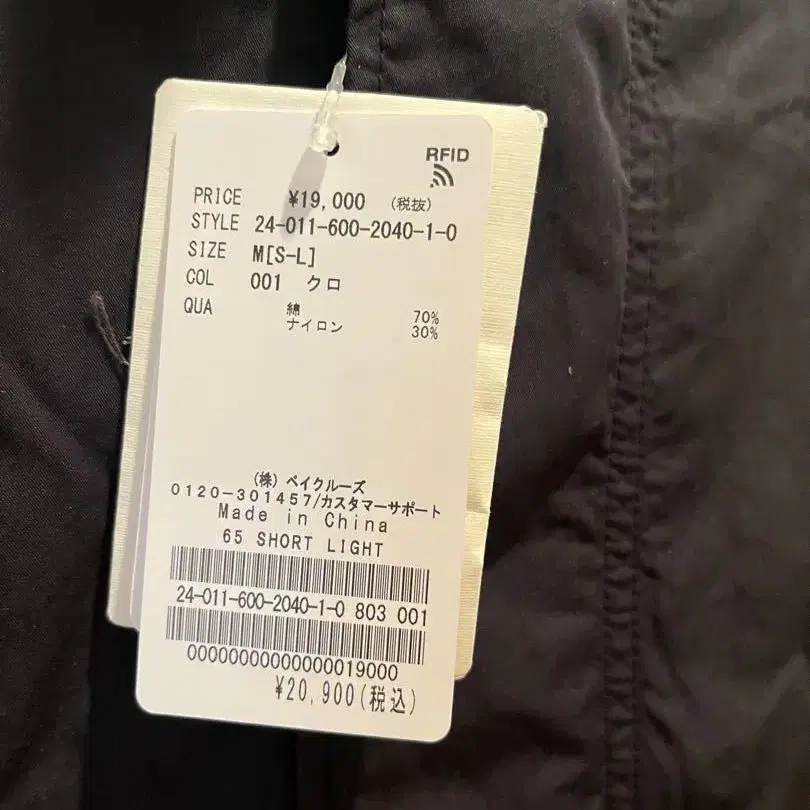 RFID
PRICE ¥19,000 (税抜)
STYLE 24-011-600-2040-1-0
SIZE M[S-L]
COL 001 クロ
QUA 綿 70%
ナイロン 30%
(株) ベイクルーズ
0120-301457/カスタマーサポート
Made in China
65 SHORT LIGHT
24-011-600-2040-1-0 803 001
00000000000000019000
¥20,900(税込)